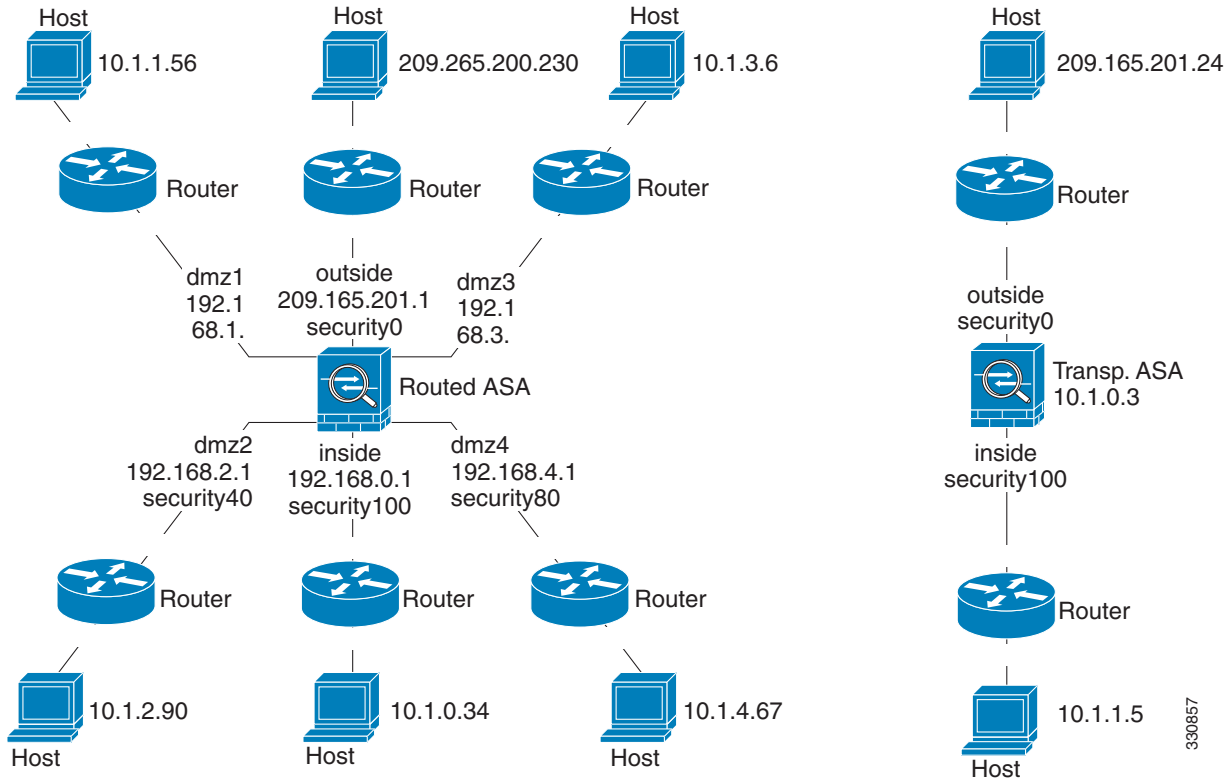 Host
10.1.1.56
Host
209.265.200.230
Host
10.1.3.6
Host
209.165.201.24
Router
Router
Router
Router
dmz1
192.1
68.1.
outside
209.165.201.1
security0
dmz3
192.1
68.3.
outside
security0
Routed ASA
Transp. ASA
10.1.0.3
dmz2
192.168.2.1
security40
inside
192.168.0.1
security100
dmz4
192.168.4.1
security80
inside
security100
Router
Router
Router
Router
10.1.2.90
Host
10.1.0.34
Host
10.1.4.67
Host
10.1.1.5
Host
330857